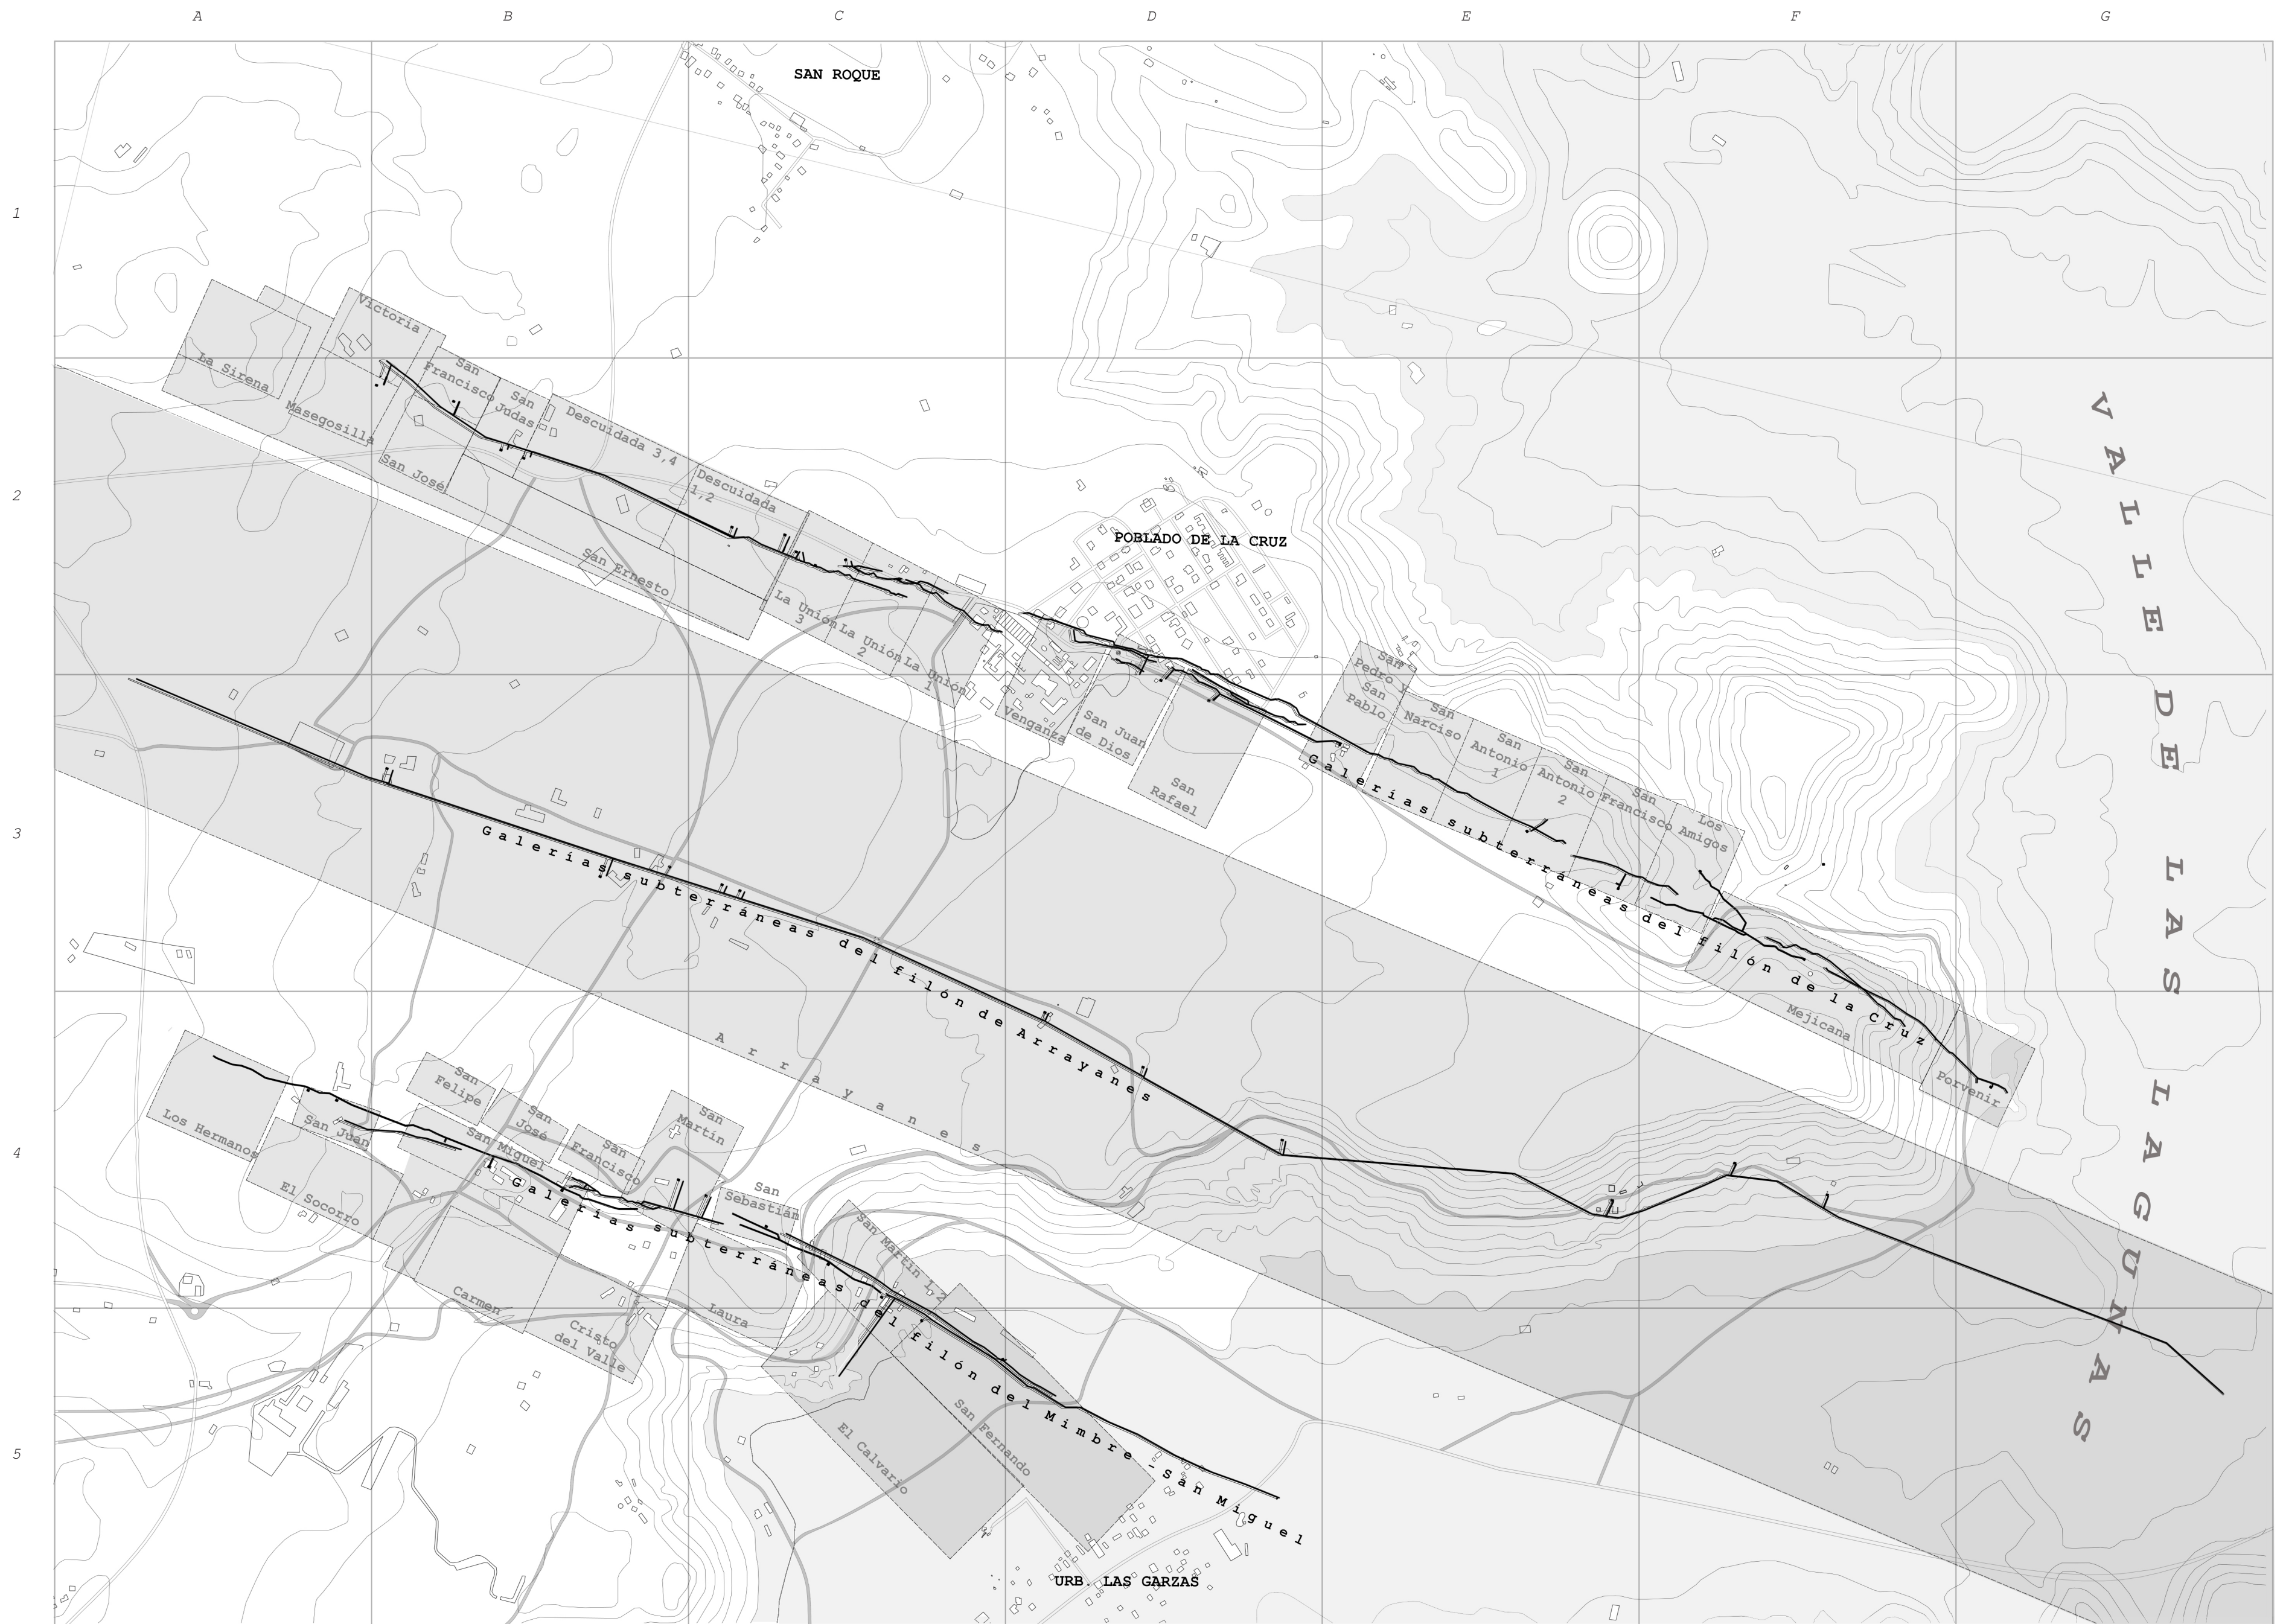 A B C D E F G
SAN ROQUE
1
Victoria
La Sirena
San
Francisco
San
Judas
Masegosilla
Descuidada 3,4
San José
Descuidada
1,2
2
POBLADO DE LA CRUZ
San Ernesto
La Unión
3
La Unión
2
La Unión
1
Venganza
San Juan
de Dios
San
Rafael
San
Pedro y
San
Pablo
San
Narciso
San
Antonio
1
San
Antonio
2
San
Francisco
Los
Amigos
Galerías subterráneas del filón de la Cruz
VALLE DE LAS LAGUNAS
3
Galerías subterráneas del filón de Arrayanes
Mejicana
Porvenir
Arrayanes
4
Los Hermanos
San Juan
El Socorro
San
Felipe
San
José
San Miguel
San
Francisco
San
Martín
San
Sebastián
San Martín 1,2
Galerías subterráneas del filón del Mimbre -San Miguel
Carmen
Cristo
del Valle
Laura
5
El Calvario
San Fernando
URB. LAS GARZAS